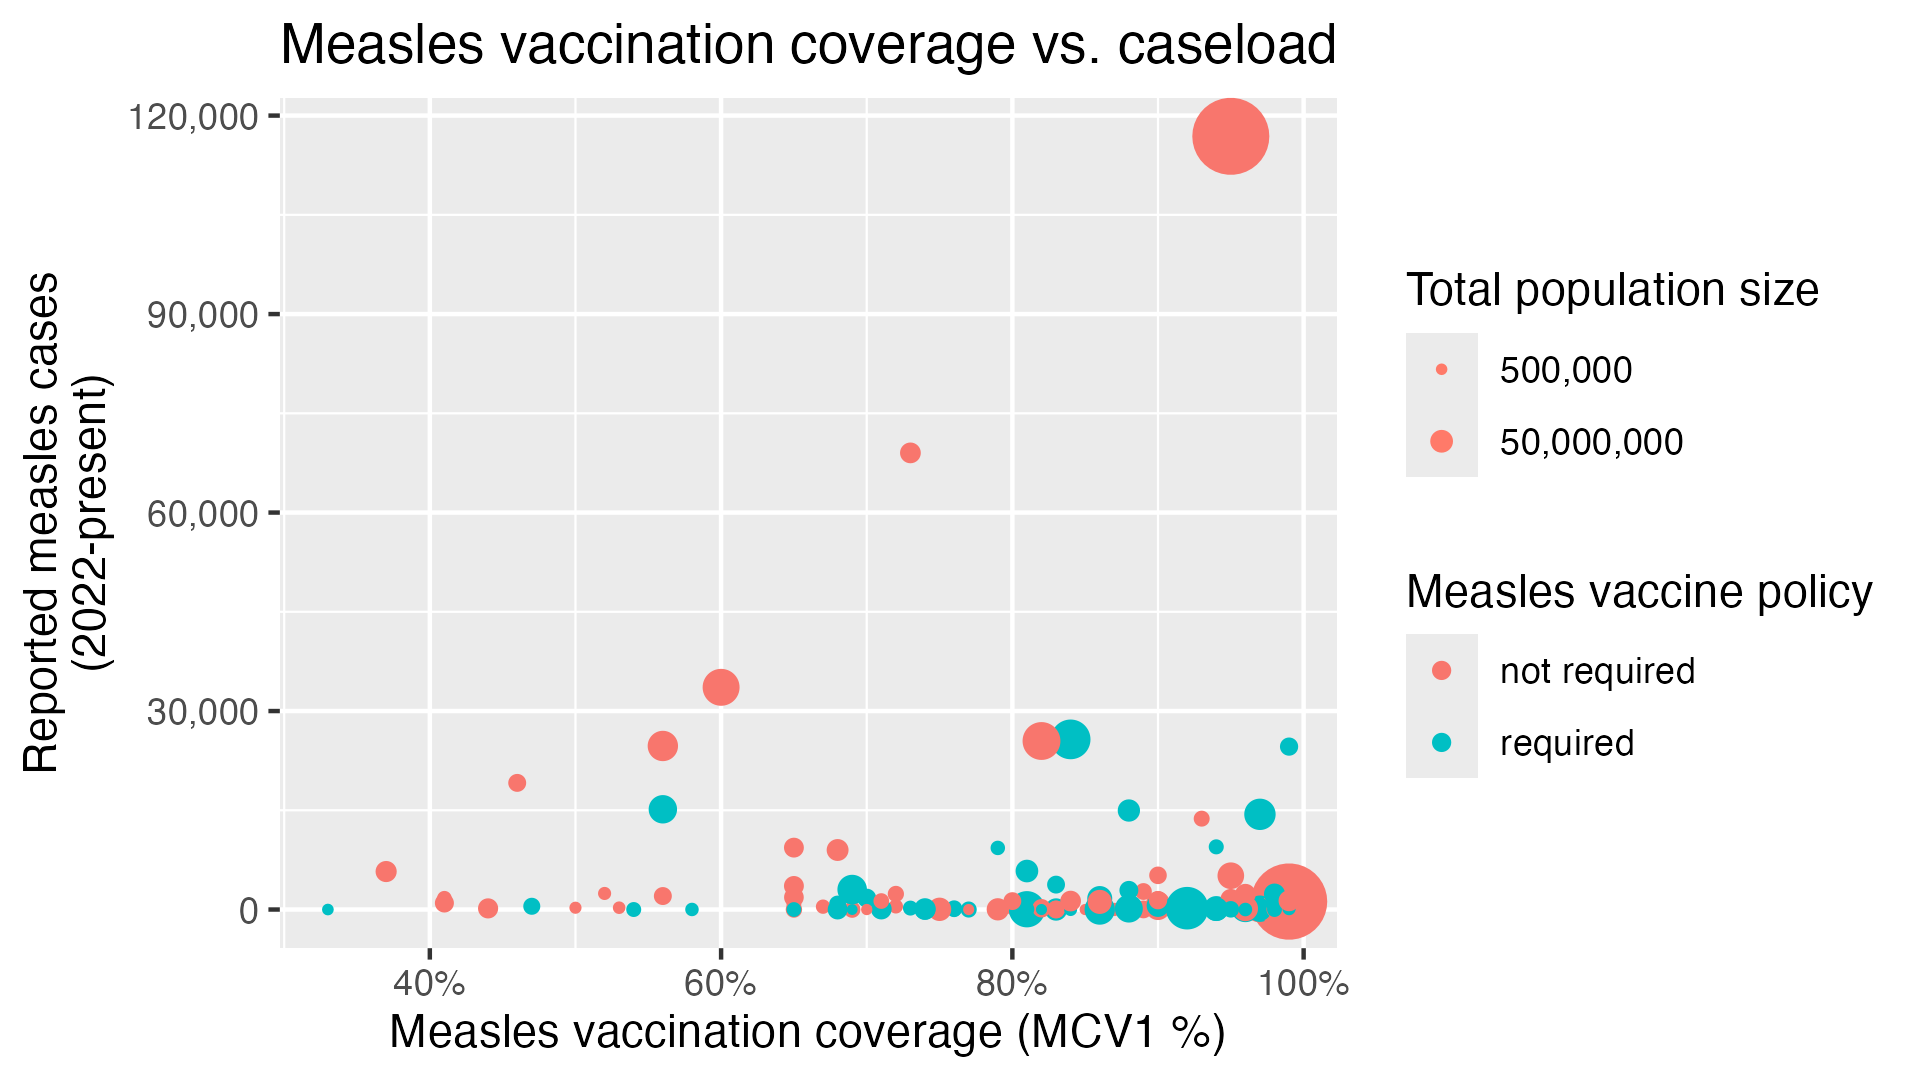 Measles vaccination coverage vs. caseload
120,000
90,000
60,000
30,000
0
Reported measles cases
(2022-present)
40%
60%
80%
100%
Measles vaccination coverage (MCV1 %)
Total population size
500,000
50,000,000
Measles vaccine policy
not required
required